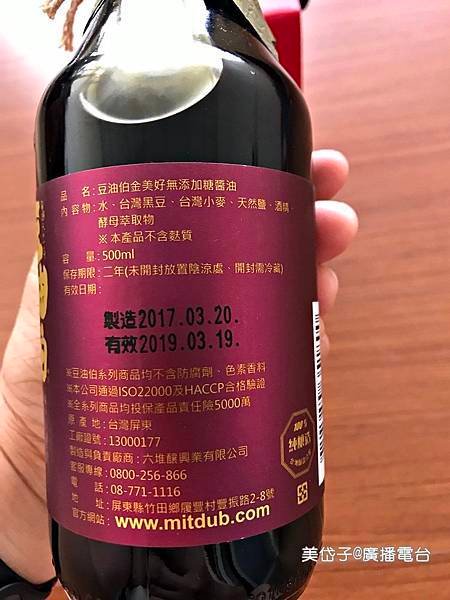 品　名：豆油伯金美好無添加糖醬油
內 容 物：水、台灣黑豆、台灣小麥、天然鹽、酒精、
酵母萃取物
※ 本產品不含麩質
容　量：500ml
保存期限：二年(未開封放置陰涼處、開封需冷藏)
有效日期：
製造2017.03.20.
有效2019.03.19.
※豆油伯系列商品均不含防腐劑、色素香料
※本公司通過ISO22000及HACCP合格驗證
※全系列商品均投保產品責任險5000萬
原 產 地：台灣屏東
工廠證號：13000177
製造與負責廠商：六堆釀興業有限公司
客服專線：0800-256-866
電　話：08-771-1116
地　址：屏東縣竹田鄉履豐村豐振路2-8號
官方網站：www.mitdub.com
100%
純釀造
美岱子@廣播電台